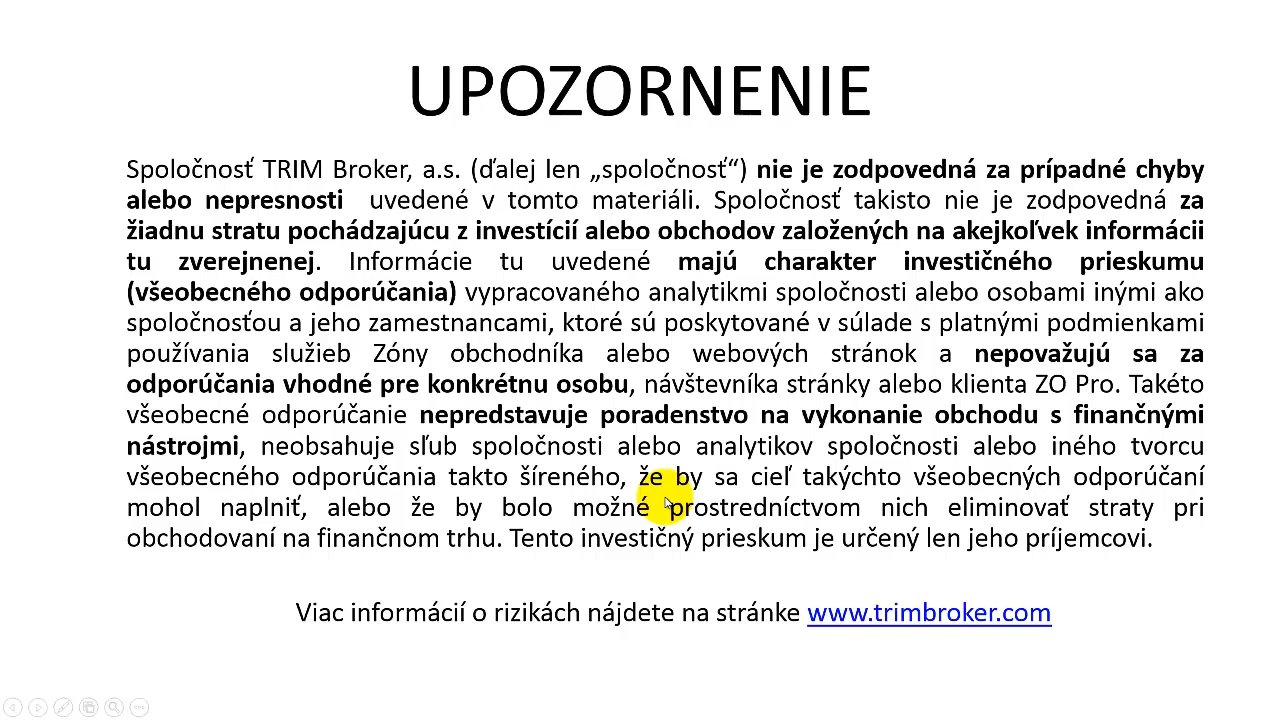 UPOZORNENIE
Spoločnosť TRIM Broker, a.s. (ďalej len „spoločnosť“) nie je zodpovedná za prípadné chyby
alebo nepresnosti uvedené v tomto materiáli. Spoločnosť takisto nie je zodpovedná za
žiadnu stratu pochádzajúcu z investícií alebo obchodov založených na akejkoľvek informácii
tu zverejnenej. Informácie tu uvedené majú charakter investičného prieskumu
(všeobecného odporúčania) vypracovaného analytikmi spoločnosti alebo osobami inými ako
spoločnosťou a jeho zamestnancami, ktoré sú poskytované v súlade s platnými podmienkami
používania služieb Zóny obchodníka alebo webových stránok a nepovažujú sa za
odporúčania vhodné pre konkrétnu osobu, návštevníka stránky alebo klienta ZO Pro. Takéto
všeobecné odporúčanie nepredstavuje poradenstvo na vykonanie obchodu s finančnými
nástrojmi, neobsahuje sľub spoločnosti alebo analytikov spoločnosti alebo iného tvorcu
všeobecného odporúčania takto šíreného, že by sa cieľ takýchto všeobecných odporúčaní
mohol naplniť, alebo že by bolo možné prostredníctvom nich eliminovať straty pri
obchodovaní na finančnom trhu. Tento investičný prieskum je určený len jeho príjemcovi.
Viac informácií o rizikách nájdete na stránke www.trimbroker.com